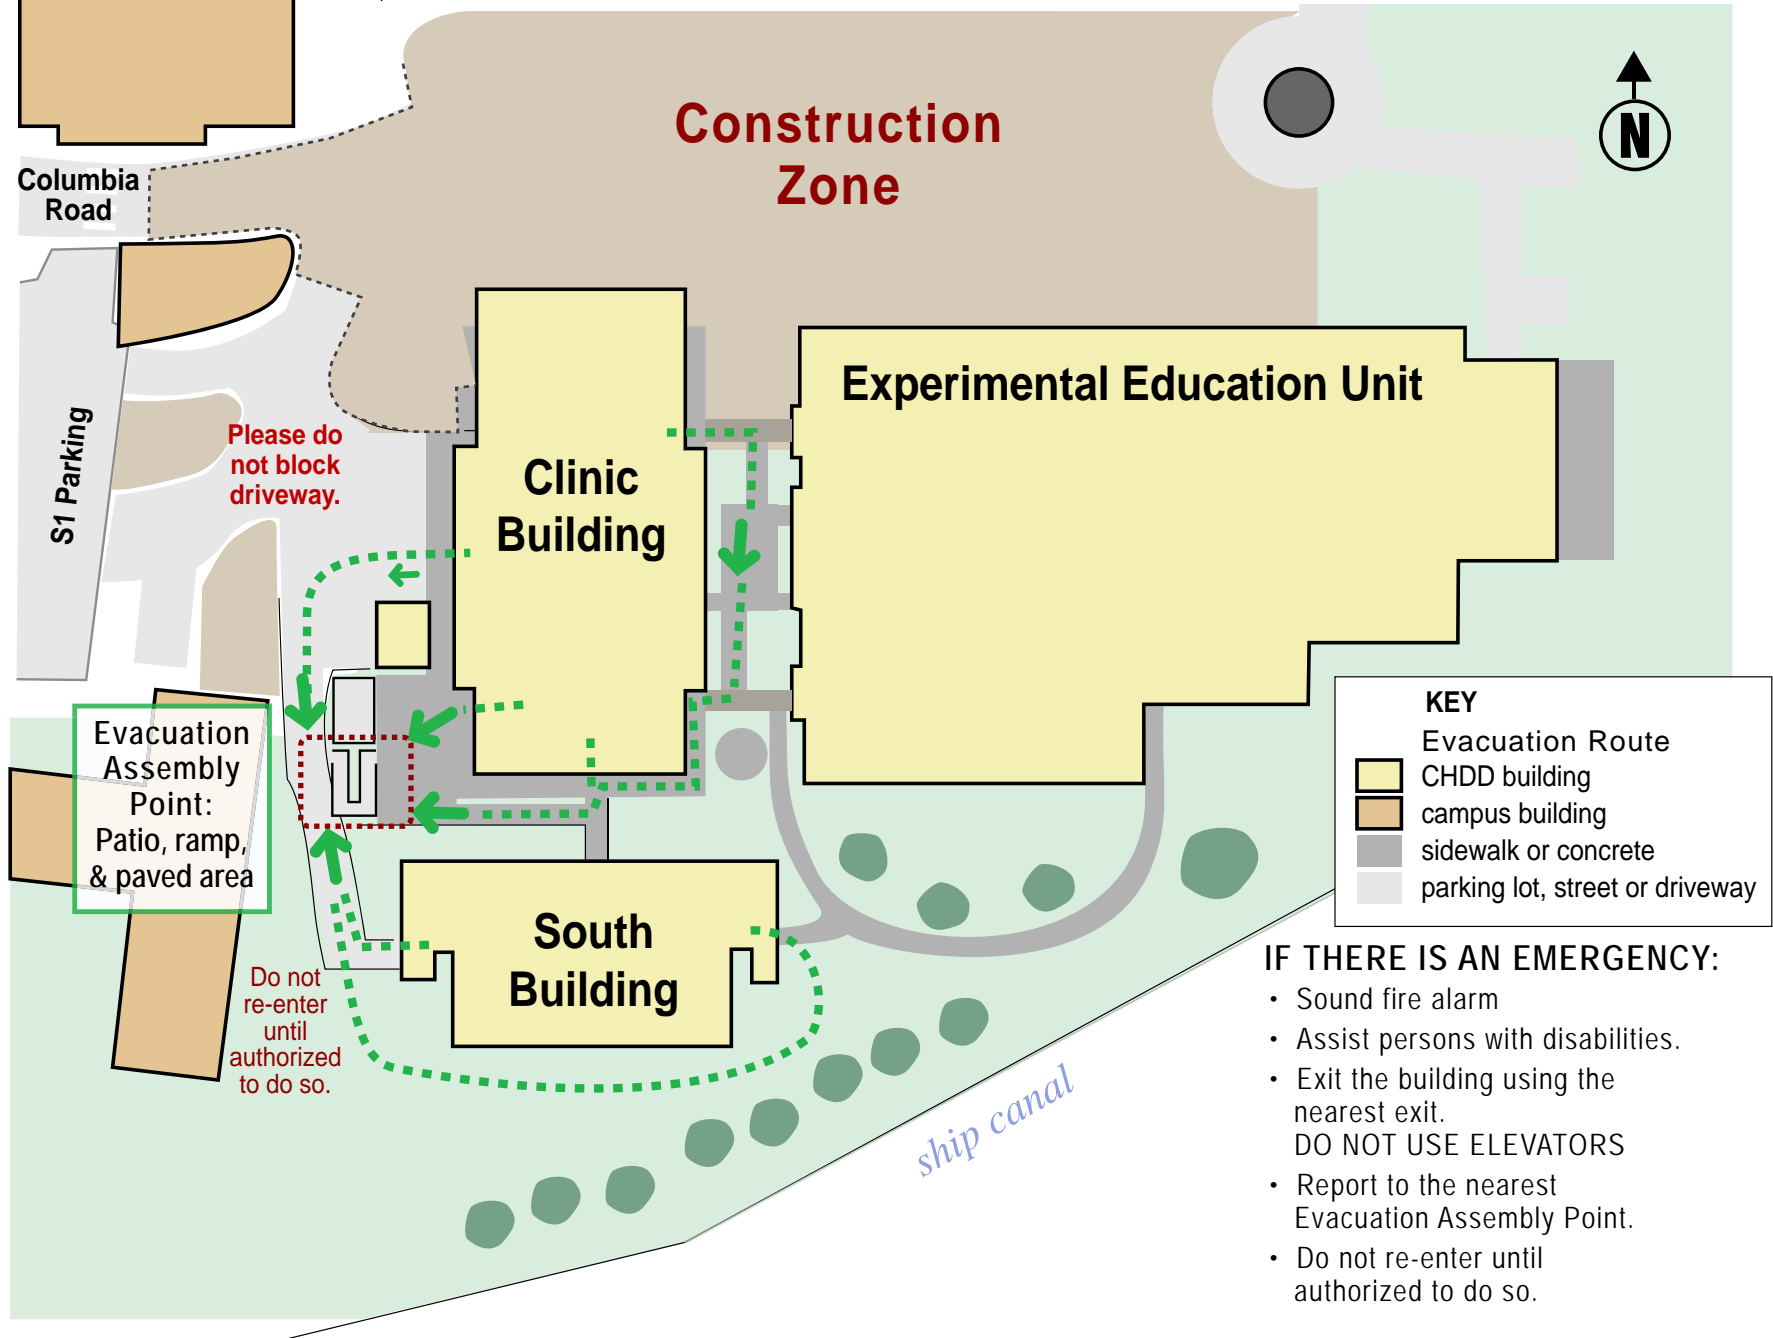 Construction
Zone
N
Columbia
Road
S1 Parking
Please do
not block
driveway.
Experimental Education Unit
Clinic
Building
Evacuation
Assembly
Point:
Patio, ramp,
& paved area
KEY
Evacuation Route
CHDD building
campus building
sidewalk or concrete
parking lot, street or driveway
South
Building
Do not
re-enter
until
authorized
to do so.
ship canal
IF THERE IS AN EMERGENCY:
• Sound fire alarm
• Assist persons with disabilities.
• Exit the building using the
nearest exit.
DO NOT USE ELEVATORS
• Report to the nearest
Evacuation Assembly Point.
• Do not re-enter until
authorized to do so.